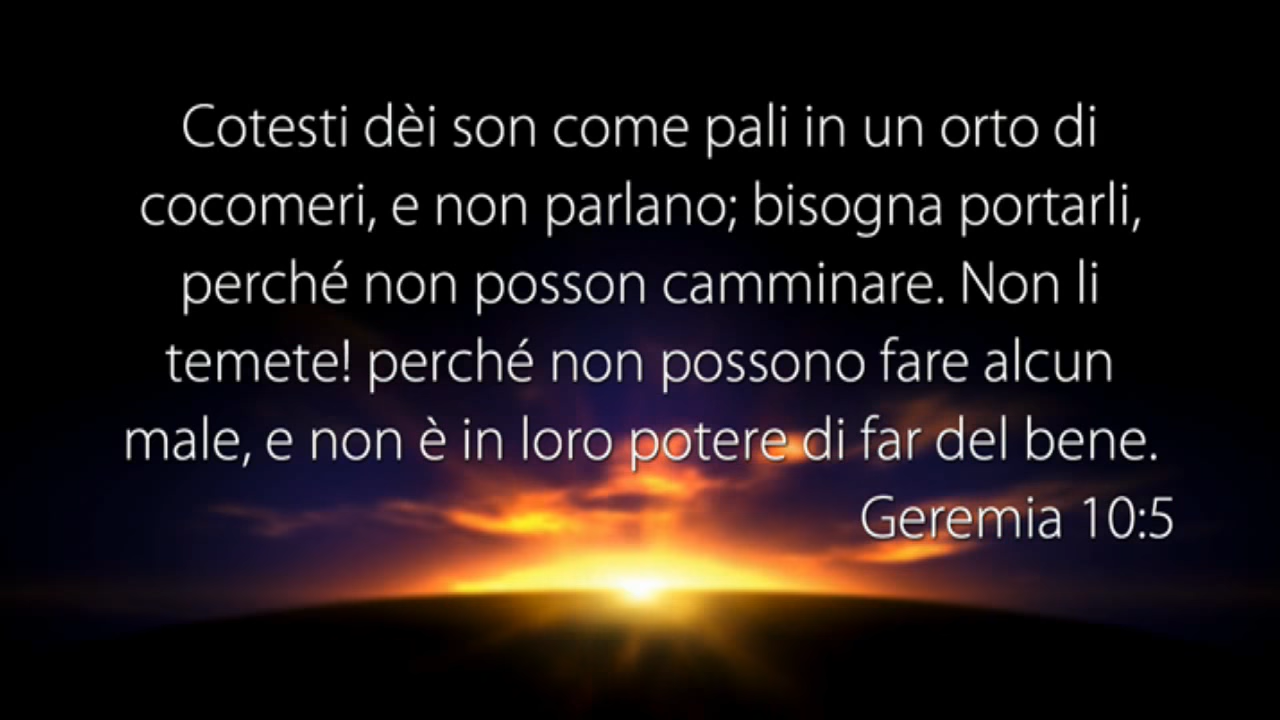 Cotesti dèi son come pali in un orto di
cocomeri, e non parlano; bisogna portarli,
perché non posson camminare. Non li
temete! perché non possono fare alcun
male, e non è in loro potere di far del bene.
Geremia 10:5